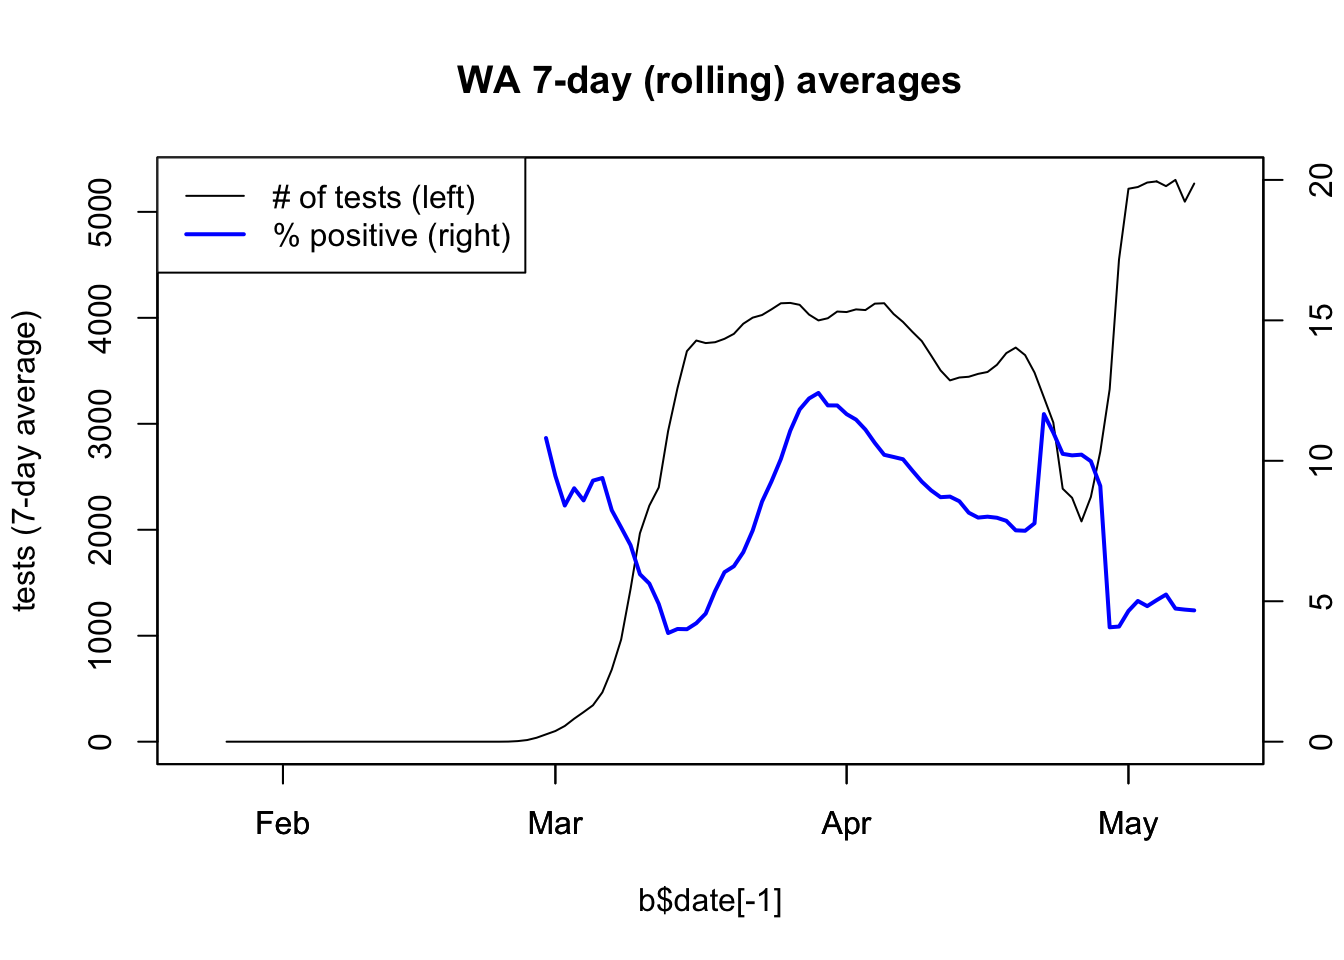 WA 7-day (rolling) averages
# of tests (left)
% positive (right)
tests (7-day average)
5000
4000
3000
2000
1000
0
20
15
10
5
0
Feb Mar Apr May
b$date[-1]